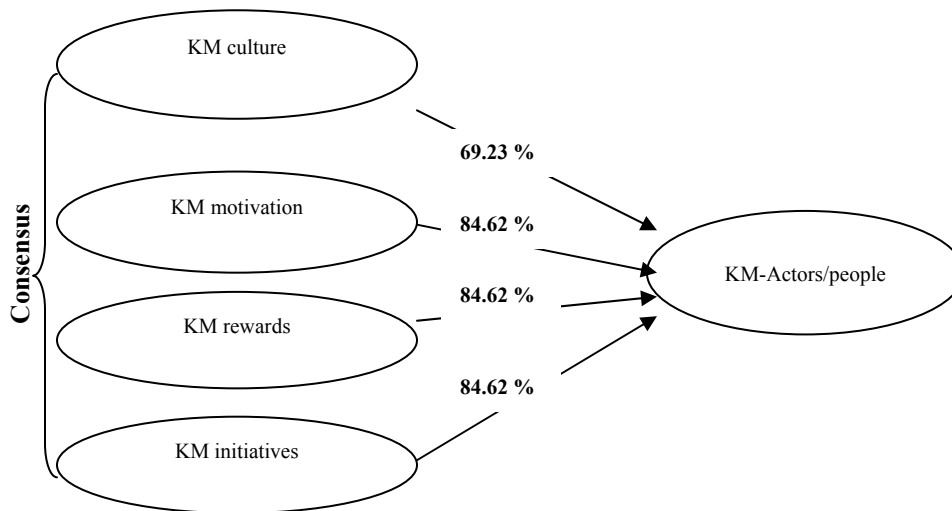 KM culture
69.23 %
KM motivation
84.62 %
Consensus
KM-Actors/people
84.62 %
KM rewards
84.62 %
KM initiatives